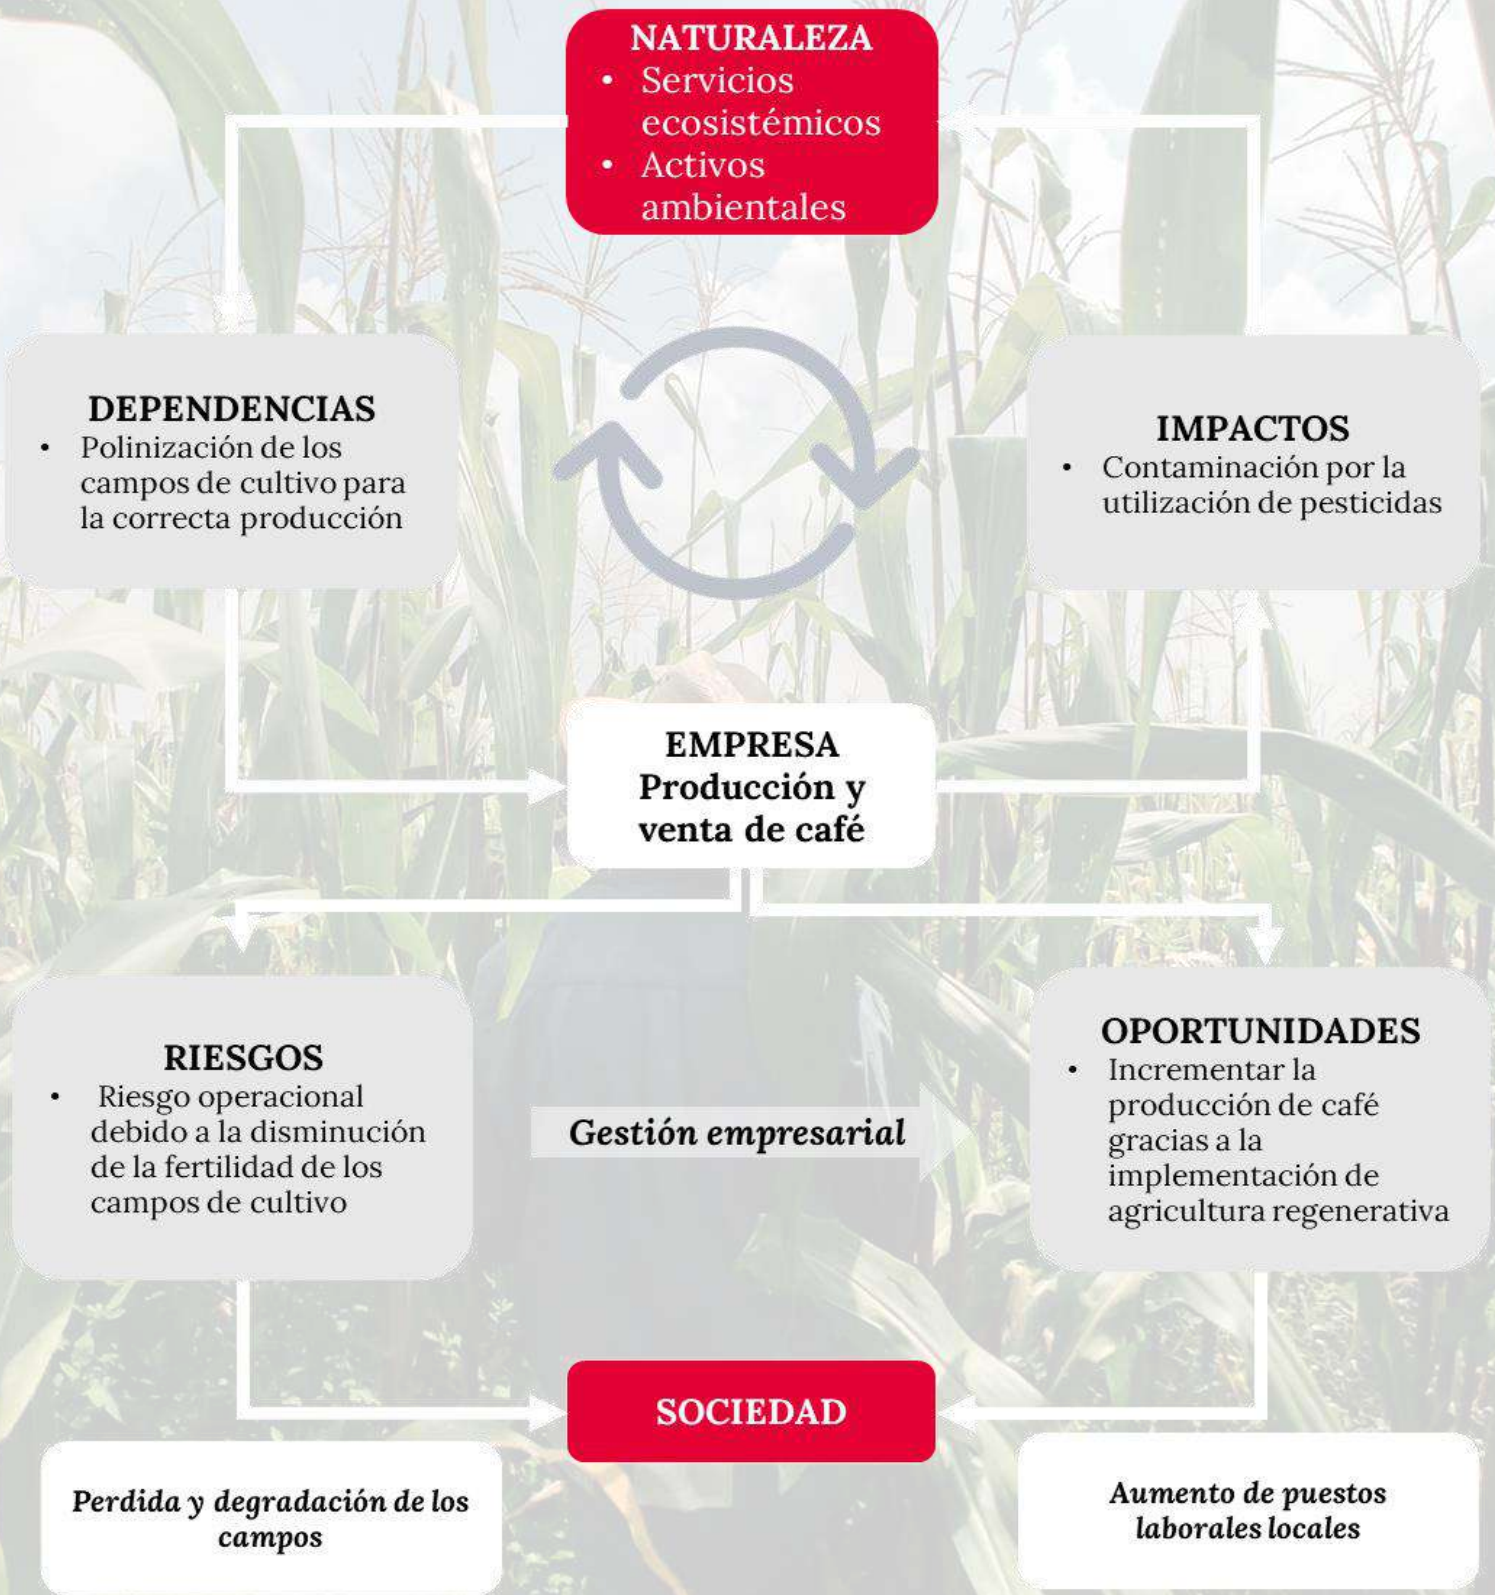 NATURALEZA
• Servicios
ecosistémicos
• Activos
ambientales
DEPENDENCIAS
• Polinización de los
campos de cultivo para
la correcta producción
IMPACTOS
• Contaminación por la
utilización de pesticidas
EMPRESA
Producción y
venta de café
RIESGOS
• Riesgo operacional
debido a la disminución
de la fertilidad de los
campos de cultivo
Gestión empresarial
OPORTUNIDADES
• Incrementar la
producción de café
gracias a la
implementación de
agricultura regenerativa
SOCIEDAD
Perdida y degradación de los
campos
Aumento de puestos
laborales locales